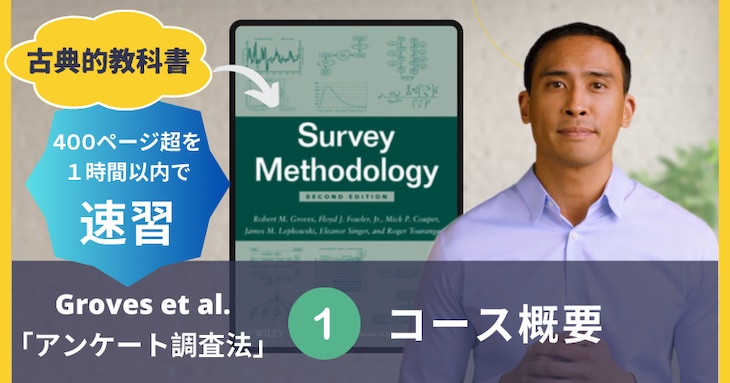 古典的教科書
400ページ超を
１時間以内で
速習
Survey
Methodology
SECOND EDITION
Robert M. Groves, Floyd J. Fowler, Jr., Mick P. Couper,
James M. Lepkowski, Eleanor Singer, and Roger Tourangeau
WILEY
Groves et al.
「アンケート調査法」
1
コース概要